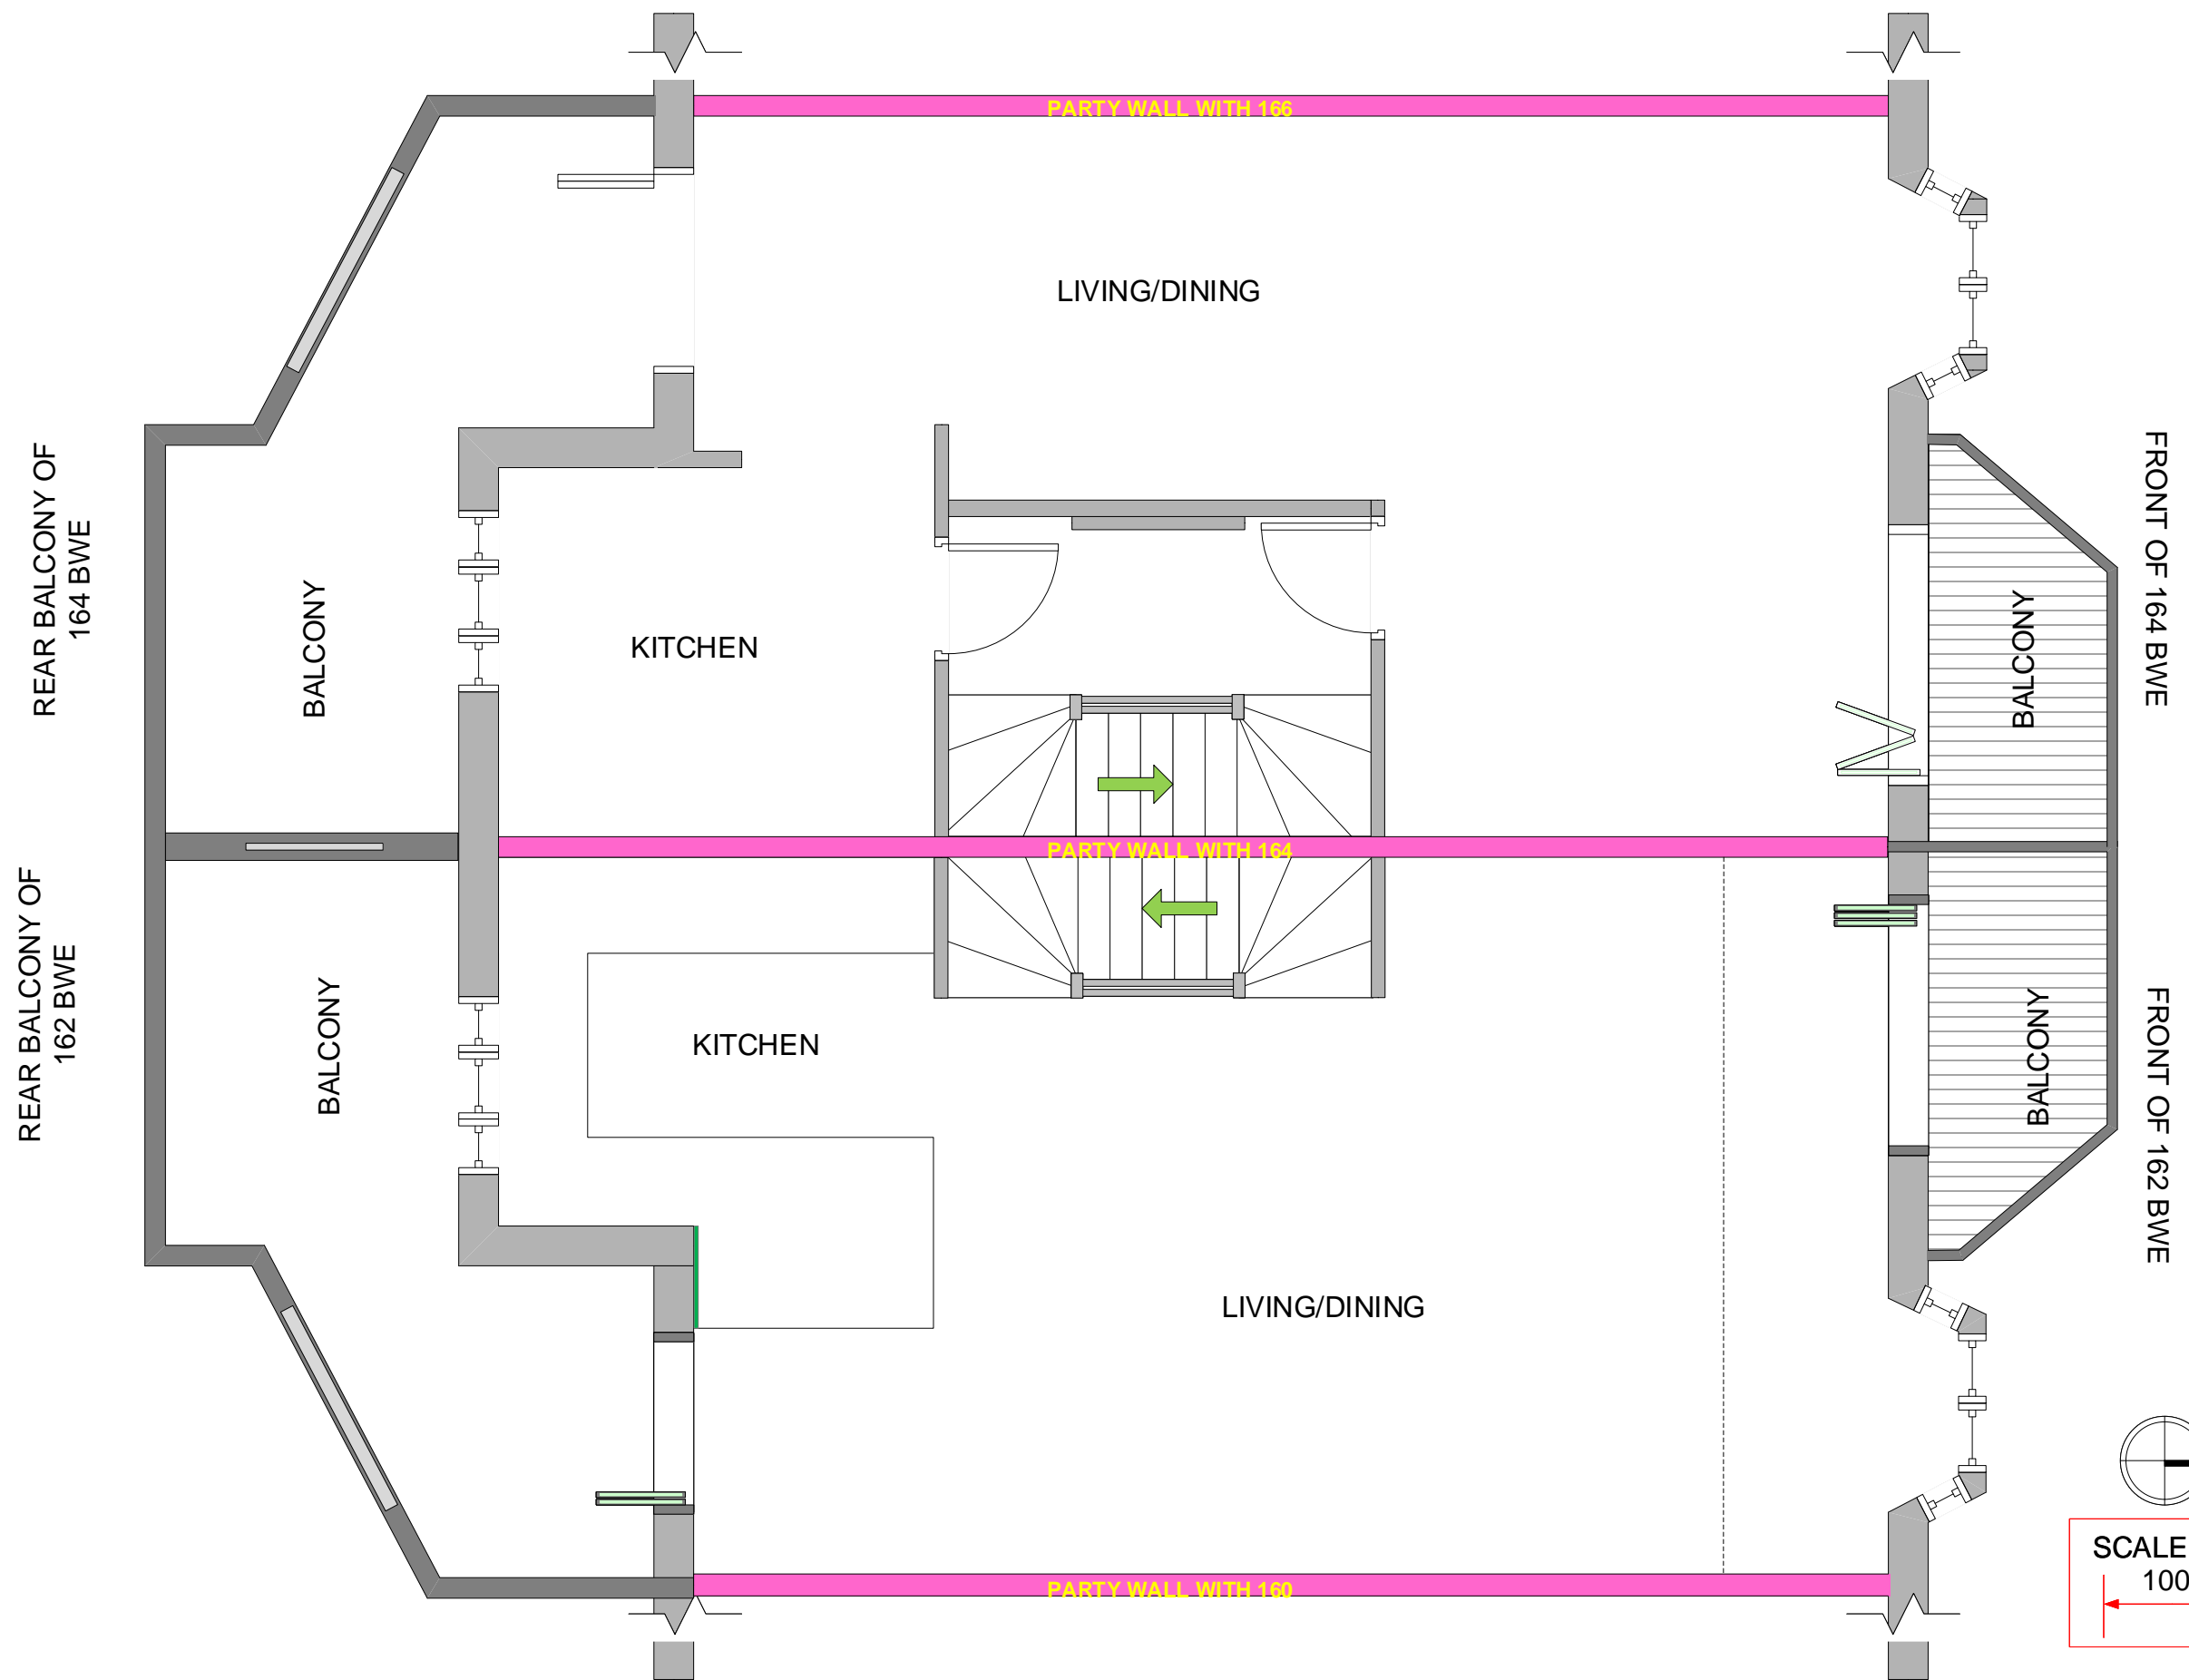 PARTY WALL WITH 166
LIVING/DINING
REAR BALCONY OF
164 BWE
BALCONY
KITCHEN
BALCONY
FRONT OF 164 BWE
PARTY WALL WITH 164
REAR BALCONY OF
162 BWE
BALCONY
KITCHEN
BALCONY
FRONT OF 162 BWE
LIVING/DINING
SCALE
100
PARTY WALL WITH 160